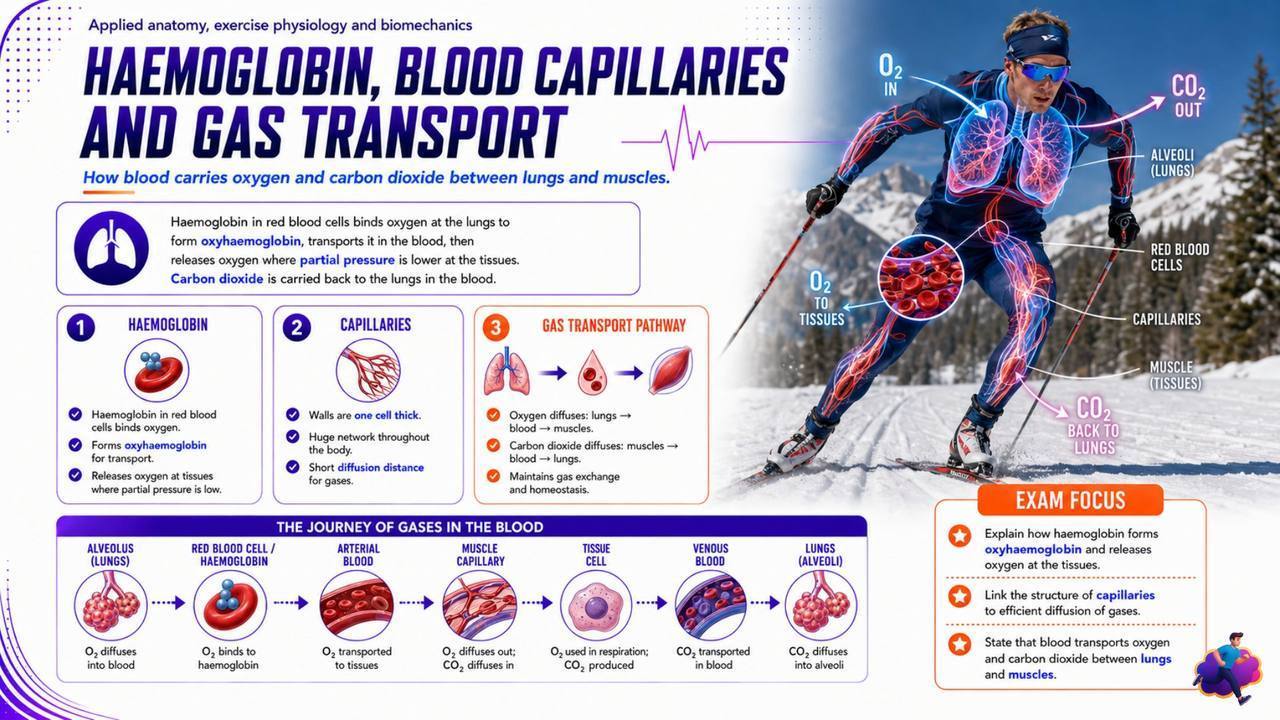 Applied anatomy, exercise physiology and biomechanics
HAEMOGLOBIN, BLOOD CAPILLARIES
AND GAS TRANSPORT
How blood carries oxygen and carbon dioxide between lungs and muscles.
Haemoglobin in red blood cells binds oxygen at the lungs to
form oxyhaemoglobin, transports it in the blood, then
releases oxygen where partial pressure is lower at the tissues.
Carbon dioxide is carried back to the lungs in the blood.
1 HAEMOGLOBIN
Haemoglobin in red blood
cells binds oxygen.
Forms oxyhaemoglobin
for transport.
Releases oxygen at tissues
where partial pressure is low.
2 CAPILLARIES
Walls are one cell thick.
Huge network throughout
the body.
Short diffusion distance
for gases.
3 GAS TRANSPORT PATHWAY
Oxygen diffuses: lungs →
blood → muscles.
Carbon dioxide diffuses: muscles →
blood → lungs.
Maintains gas exchange
and homeostasis.
O₂
IN
CO₂
OUT
ALVEOLI
(LUNGS)
RED BLOOD
CELLS
O₂
TO
TISSUES
CAPILLARIES
MUSCLE
(TISSUES)
CO₂
BACK TO
LUNGS
THE JOURNEY OF GASES IN THE BLOOD
ALVEOLUS
(LUNGS)
O₂ diffuses
into blood
RED BLOOD CELL /
HAEMOGLOBIN
O₂ binds to
haemoglobin
ARTERIAL
BLOOD
O₂ transported
to tissues
MUSCLE
CAPILLARY
O₂ diffuses out;
CO₂ diffuses in
TISSUE
CELL
O₂ used in respiration;
CO₂ produced
VENOUS
BLOOD
CO₂ transported
in blood
LUNGS
(ALVEOLI)
CO₂ diffuses
into alveoli
EXAM FOCUS
Explain how haemoglobin forms
oxyhaemoglobin and releases
oxygen at the tissues.
Link the structure of capillaries
to efficient diffusion of gases.
State that blood transports oxygen
and carbon dioxide between lungs
and muscles.